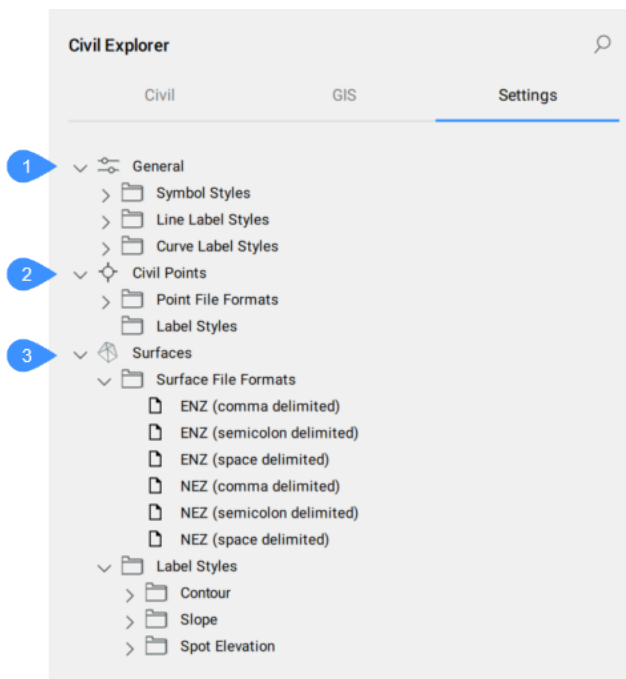 Civil Explorer
Civil GIS Settings
1 General
Symbol Styles
Line Label Styles
Curve Label Styles
2 Civil Points
Point File Formats
Label Styles
3 Surfaces
Surface File Formats
ENZ (comma delimited)
ENZ (semicolon delimited)
ENZ (space delimited)
NEZ (comma delimited)
NEZ (semicolon delimited)
NEZ (space delimited)
Label Styles
Contour
Slope
Spot Elevation